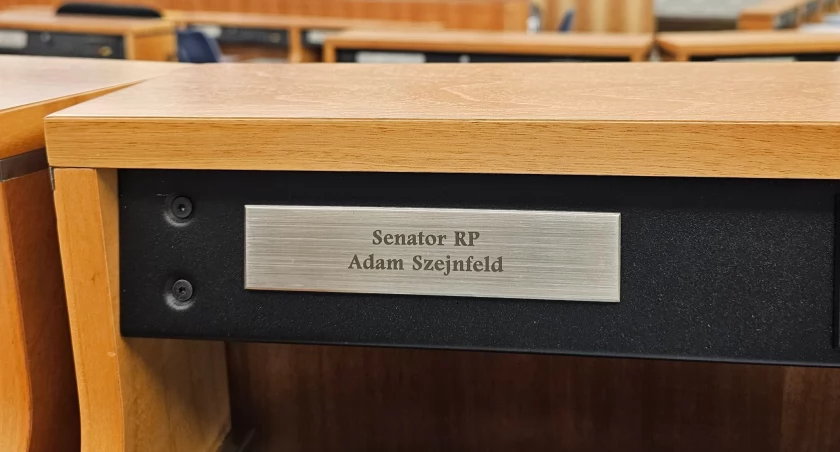 Senator RP
Adam Szejnfeld